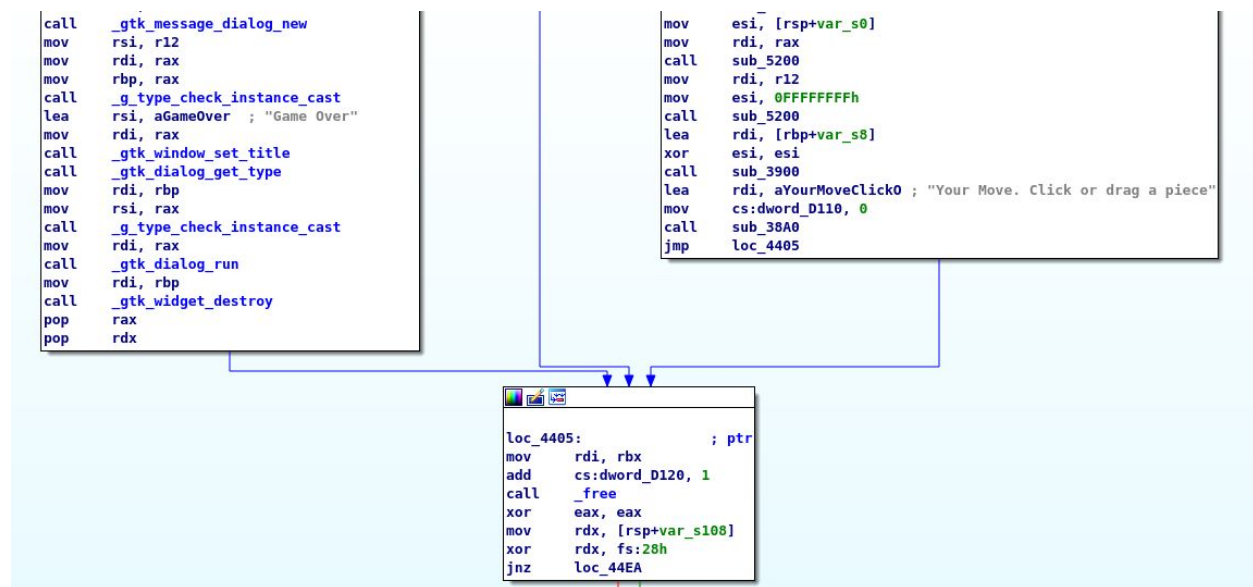 call _gtk_message_dialog_new
mov rsi, r12
mov rdi, rax
mov rbp, rax
call _g_type_check_instance_cast
lea rsi, aGameOver ; "Game Over"
mov rdi, rax
call _gtk_window_set_title
call _gtk_dialog_get_type
mov rdi, rbp
mov rsi, rax
call _g_type_check_instance_cast
mov rdi, rax
call _gtk_dialog_run
mov rdi, rbp
call _gtk_widget_destroy
pop rax
pop rdx
mov esi, [rsp+var_s0]
mov rdi, rax
call sub_5200
mov rdi, r12
mov esi, 0FFFFFFFFh
call sub_5200
lea rdi, [rbp+var_s8]
xor esi, esi
call sub_3900
lea rdi, aYourMoveClickO ; "Your Move. Click or drag a piece"
mov cs:dword_D110, 0
call sub_38A0
jmp loc_4405
loc_4405: ; ptr
mov rdi, rbx
add cs:dword_D120, 1
call _free
xor eax, eax
mov rdx, [rsp+var_s108]
xor rdx, fs:28h
jnz loc_44EA